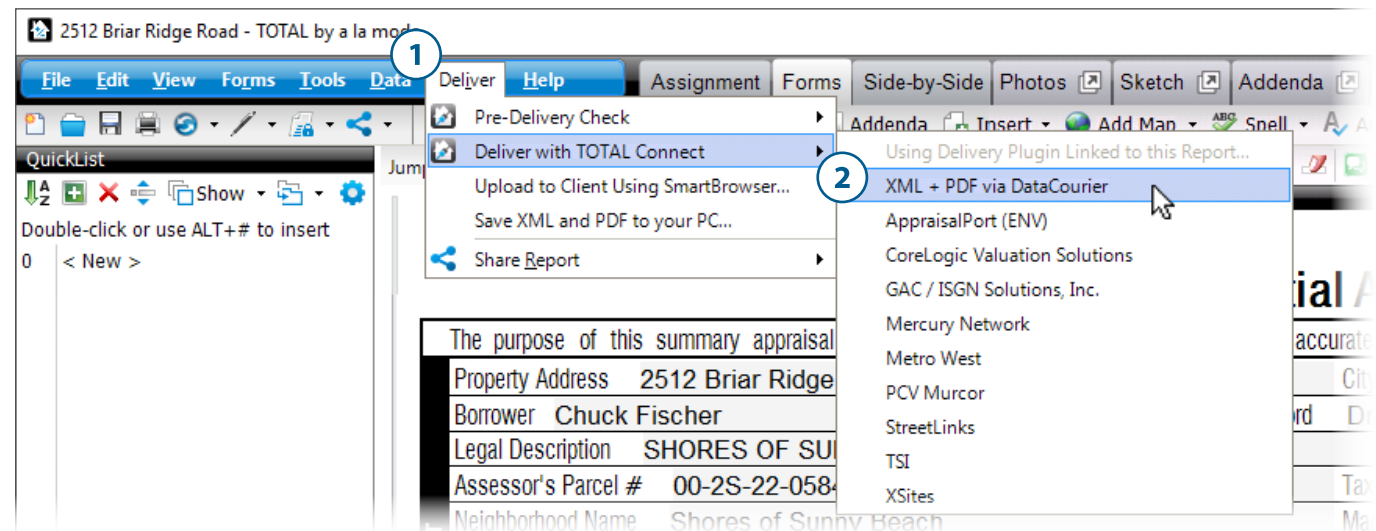 2512 Briar Ridge Road - TOTAL by a la mod
1
File Edit View Forms Tools Data Deliver Help Assignment Forms Side-by-Side Photos Sketch Addenda
Addenda Insert Add Map ABC Spell
QuickList
Show
Double-click or use ALT+# to insert
0 < New >
Pre-Delivery Check
Deliver with TOTAL Connect
Upload to Client Using SmartBrowser...
Save XML and PDF to your PC...
Share Report
2
Using Delivery Plugin Linked to this Report...
XML + PDF via DataCourier
AppraisalPort (ENV)
CoreLogic Valuation Solutions
GAC / ISGN Solutions, Inc.
Mercury Network
Metro West
PCV Murcor
StreetLinks
TSI
XSites
The purpose of this summary appraisal accurate
Property Address 2512 Briar Ridge
Borrower Chuck Fischer
Legal Description SHORES OF SU
Assessor's Parcel # 00-2S-22-0584 Tax
Neighborhood Name Shores of Sunny Beach